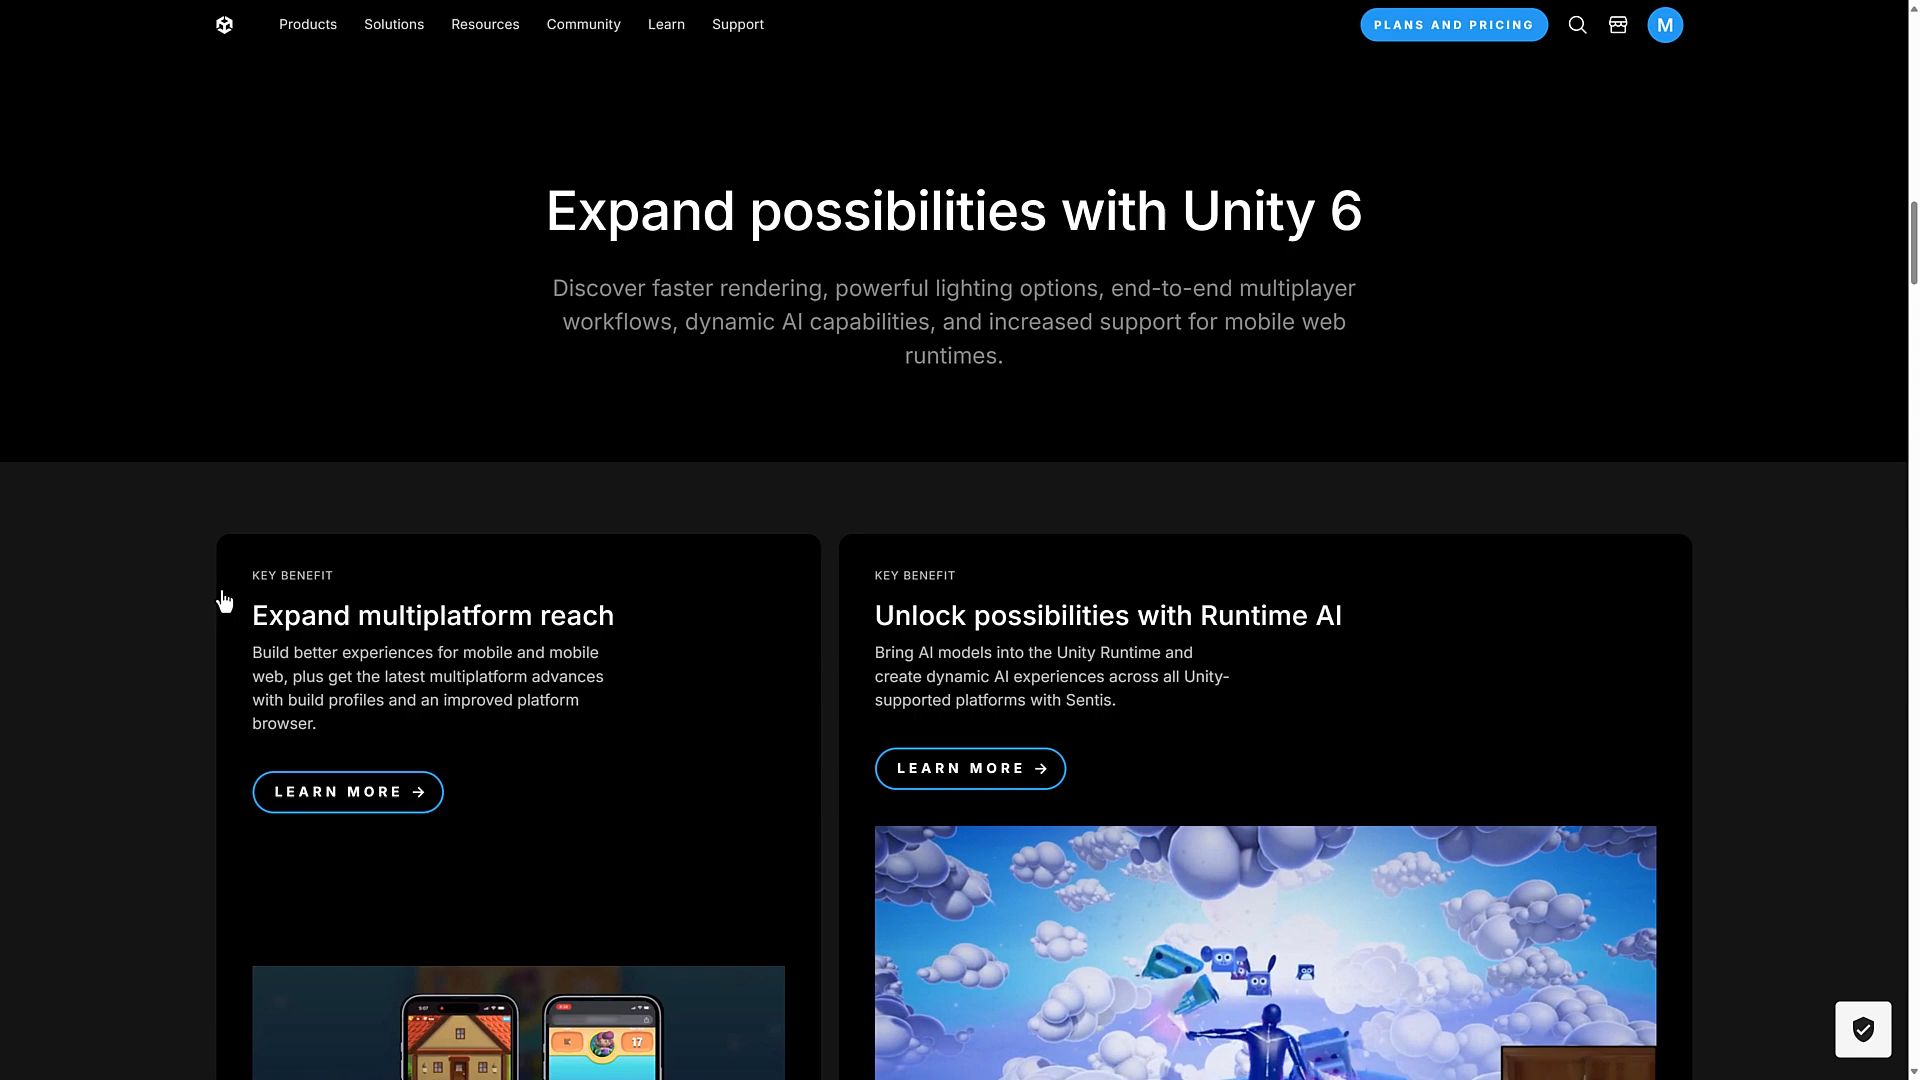 Products Solutions Resources Community Learn Support PLANS AND PRICING M
Expand possibilities with Unity 6
Discover faster rendering, powerful lighting options, end-to-end multiplayer
workflows, dynamic AI capabilities, and increased support for mobile web
runtimes.
KEY BENEFIT
Expand multiplatform reach
Build better experiences for mobile and mobile
web, plus get the latest multiplatform advances
with build profiles and an improved platform
browser.
LEARN MORE →
KEY BENEFIT
Unlock possibilities with Runtime AI
Bring AI models into the Unity Runtime and
create dynamic AI experiences across all Unity-
supported platforms with Sentis.
LEARN MORE →
17